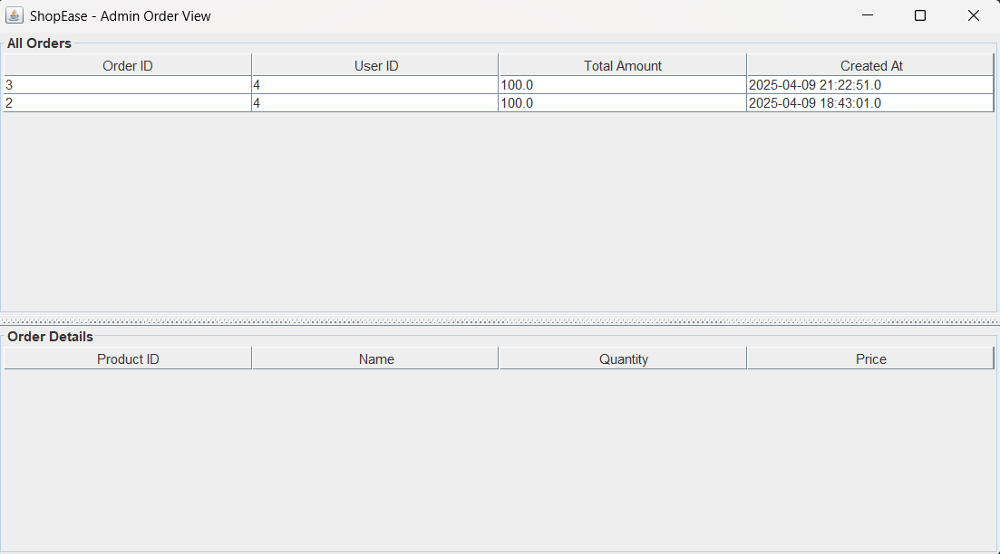 ShopEase - Admin Order View
All Orders
Order ID User ID Total Amount Created At
3 4 100.0 2025-04-09 21:22:51.0
2 4 100.0 2025-04-09 18:43:01.0
Order Details
Product ID Name Quantity Price